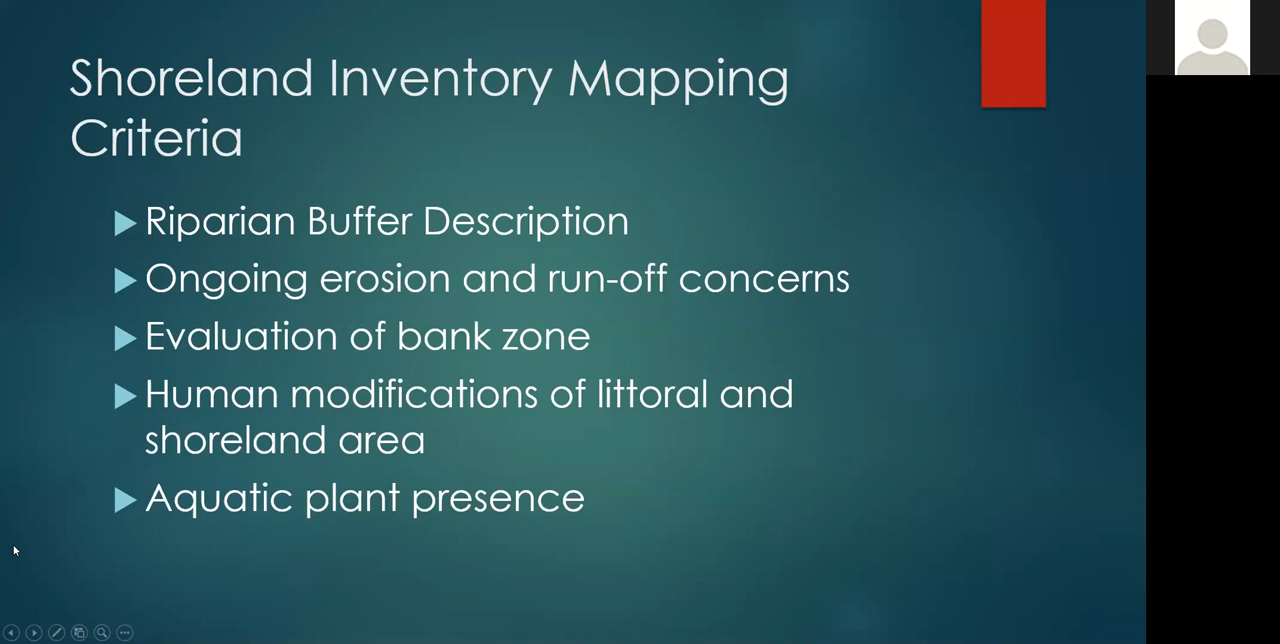 Shoreland Inventory Mapping
Criteria
Riparian Buffer Description
Ongoing erosion and run-off concerns
Evaluation of bank zone
Human modifications of littoral and
shoreland area
Aquatic plant presence